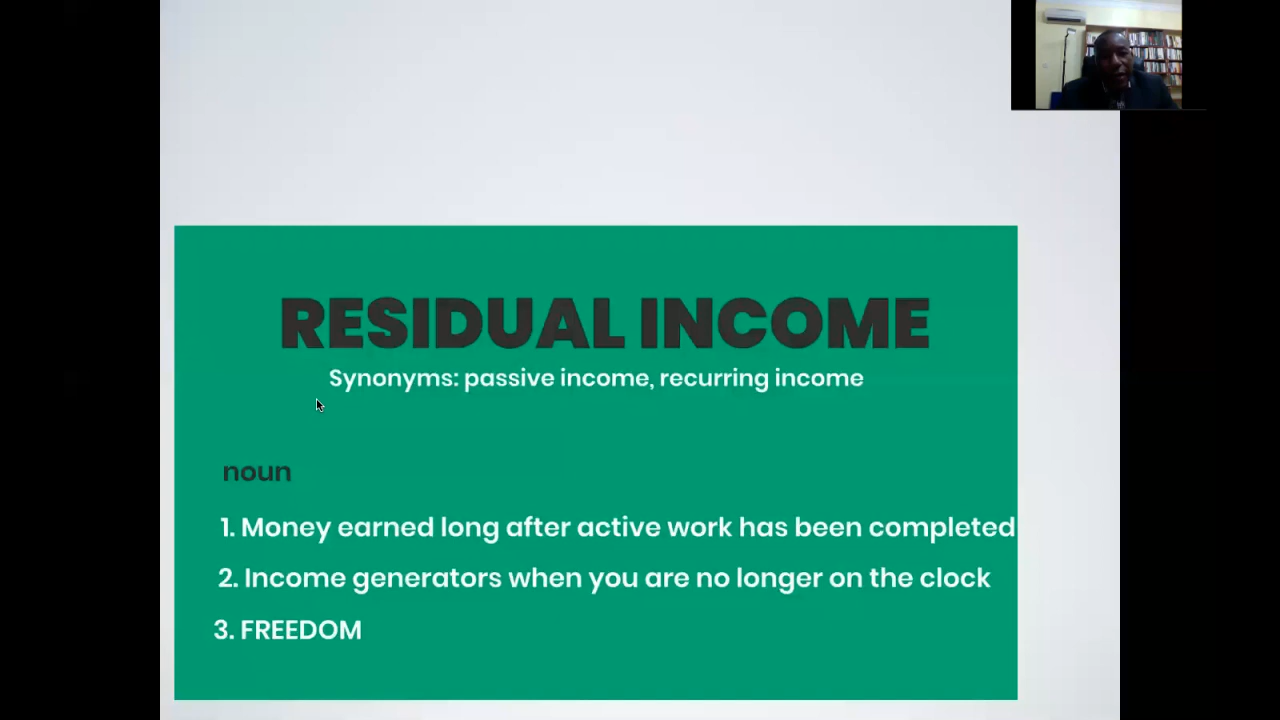 RESIDUAL INCOME
Synonyms: passive income, recurring income
noun
1. Money earned long after active work has been completed
2. Income generators when you are no longer on the clock
3. FREEDOM